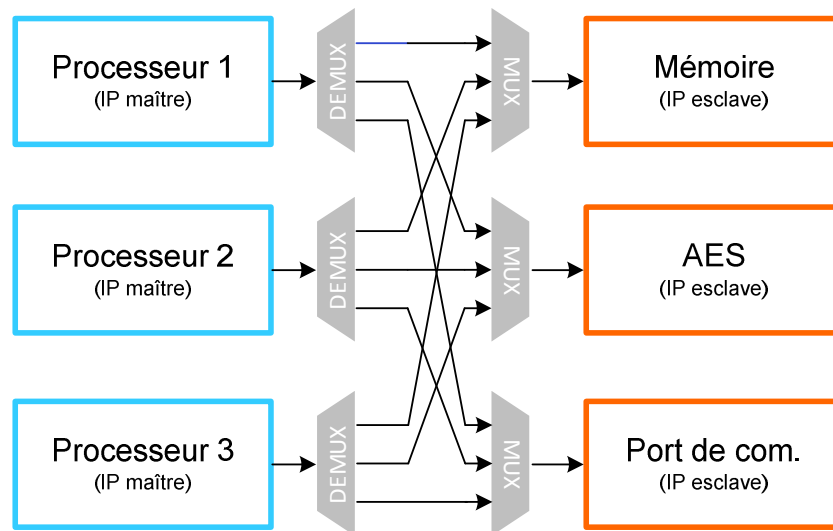 Processeur 1
(IP maître)
DEMUX
MUX
Mémoire
(IP esclave)
Processeur 2
(IP maître)
DEMUX
MUX
AES
(IP esclave)
Processeur 3
(IP maître)
DEMUX
MUX
Port de com.
(IP esclave)